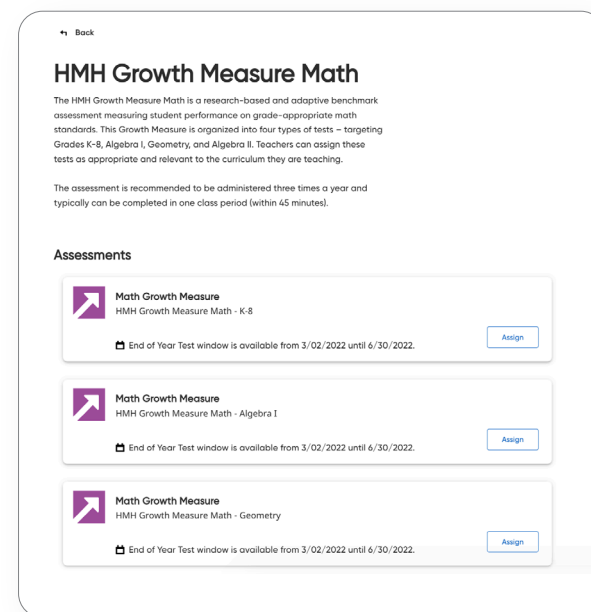 Back
HMH Growth Measure Math
The HMH Growth Measure Math is a research-based and adaptive benchmark
assessment measuring student performance on grade-appropriate math
standards. This Growth Measure is organized into four types of tests – targeting
Grades K-8, Algebra I, Geometry, and Algebra II. Teachers can assign these
tests as appropriate and relevant to the curriculum they are teaching.
The assessment is recommended to be administered three times a year and
typically can be completed in one class period (within 45 minutes).
Assessments
Math Growth Measure
HMH Growth Measure Math - K-8
End of Year Test window is available from 3/02/2022 until 6/30/2022.
Assign
Math Growth Measure
HMH Growth Measure Math - Algebra I
End of Year Test window is available from 3/02/2022 until 6/30/2022.
Assign
Math Growth Measure
HMH Growth Measure Math - Geometry
End of Year Test window is available from 3/02/2022 until 6/30/2022.
Assign